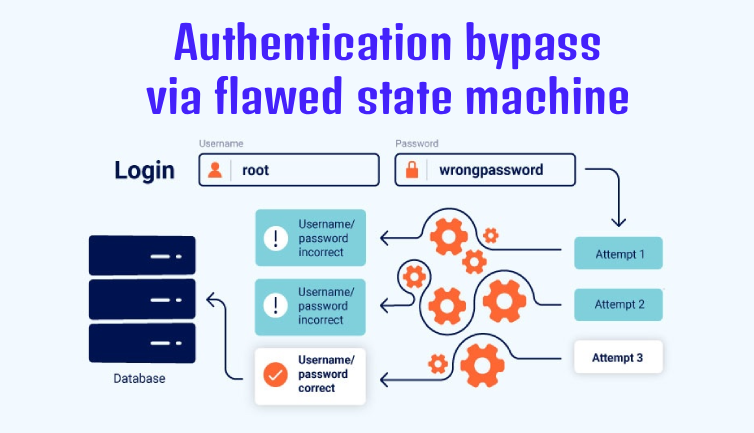 Authentication bypass
via flawed state machine
Username
Password
Login
root
wrongpassword
Username/
password
incorrect
Attempt 1
Username/
password
incorrect
Attempt 2
Username/
password
correct
Attempt 3
Database